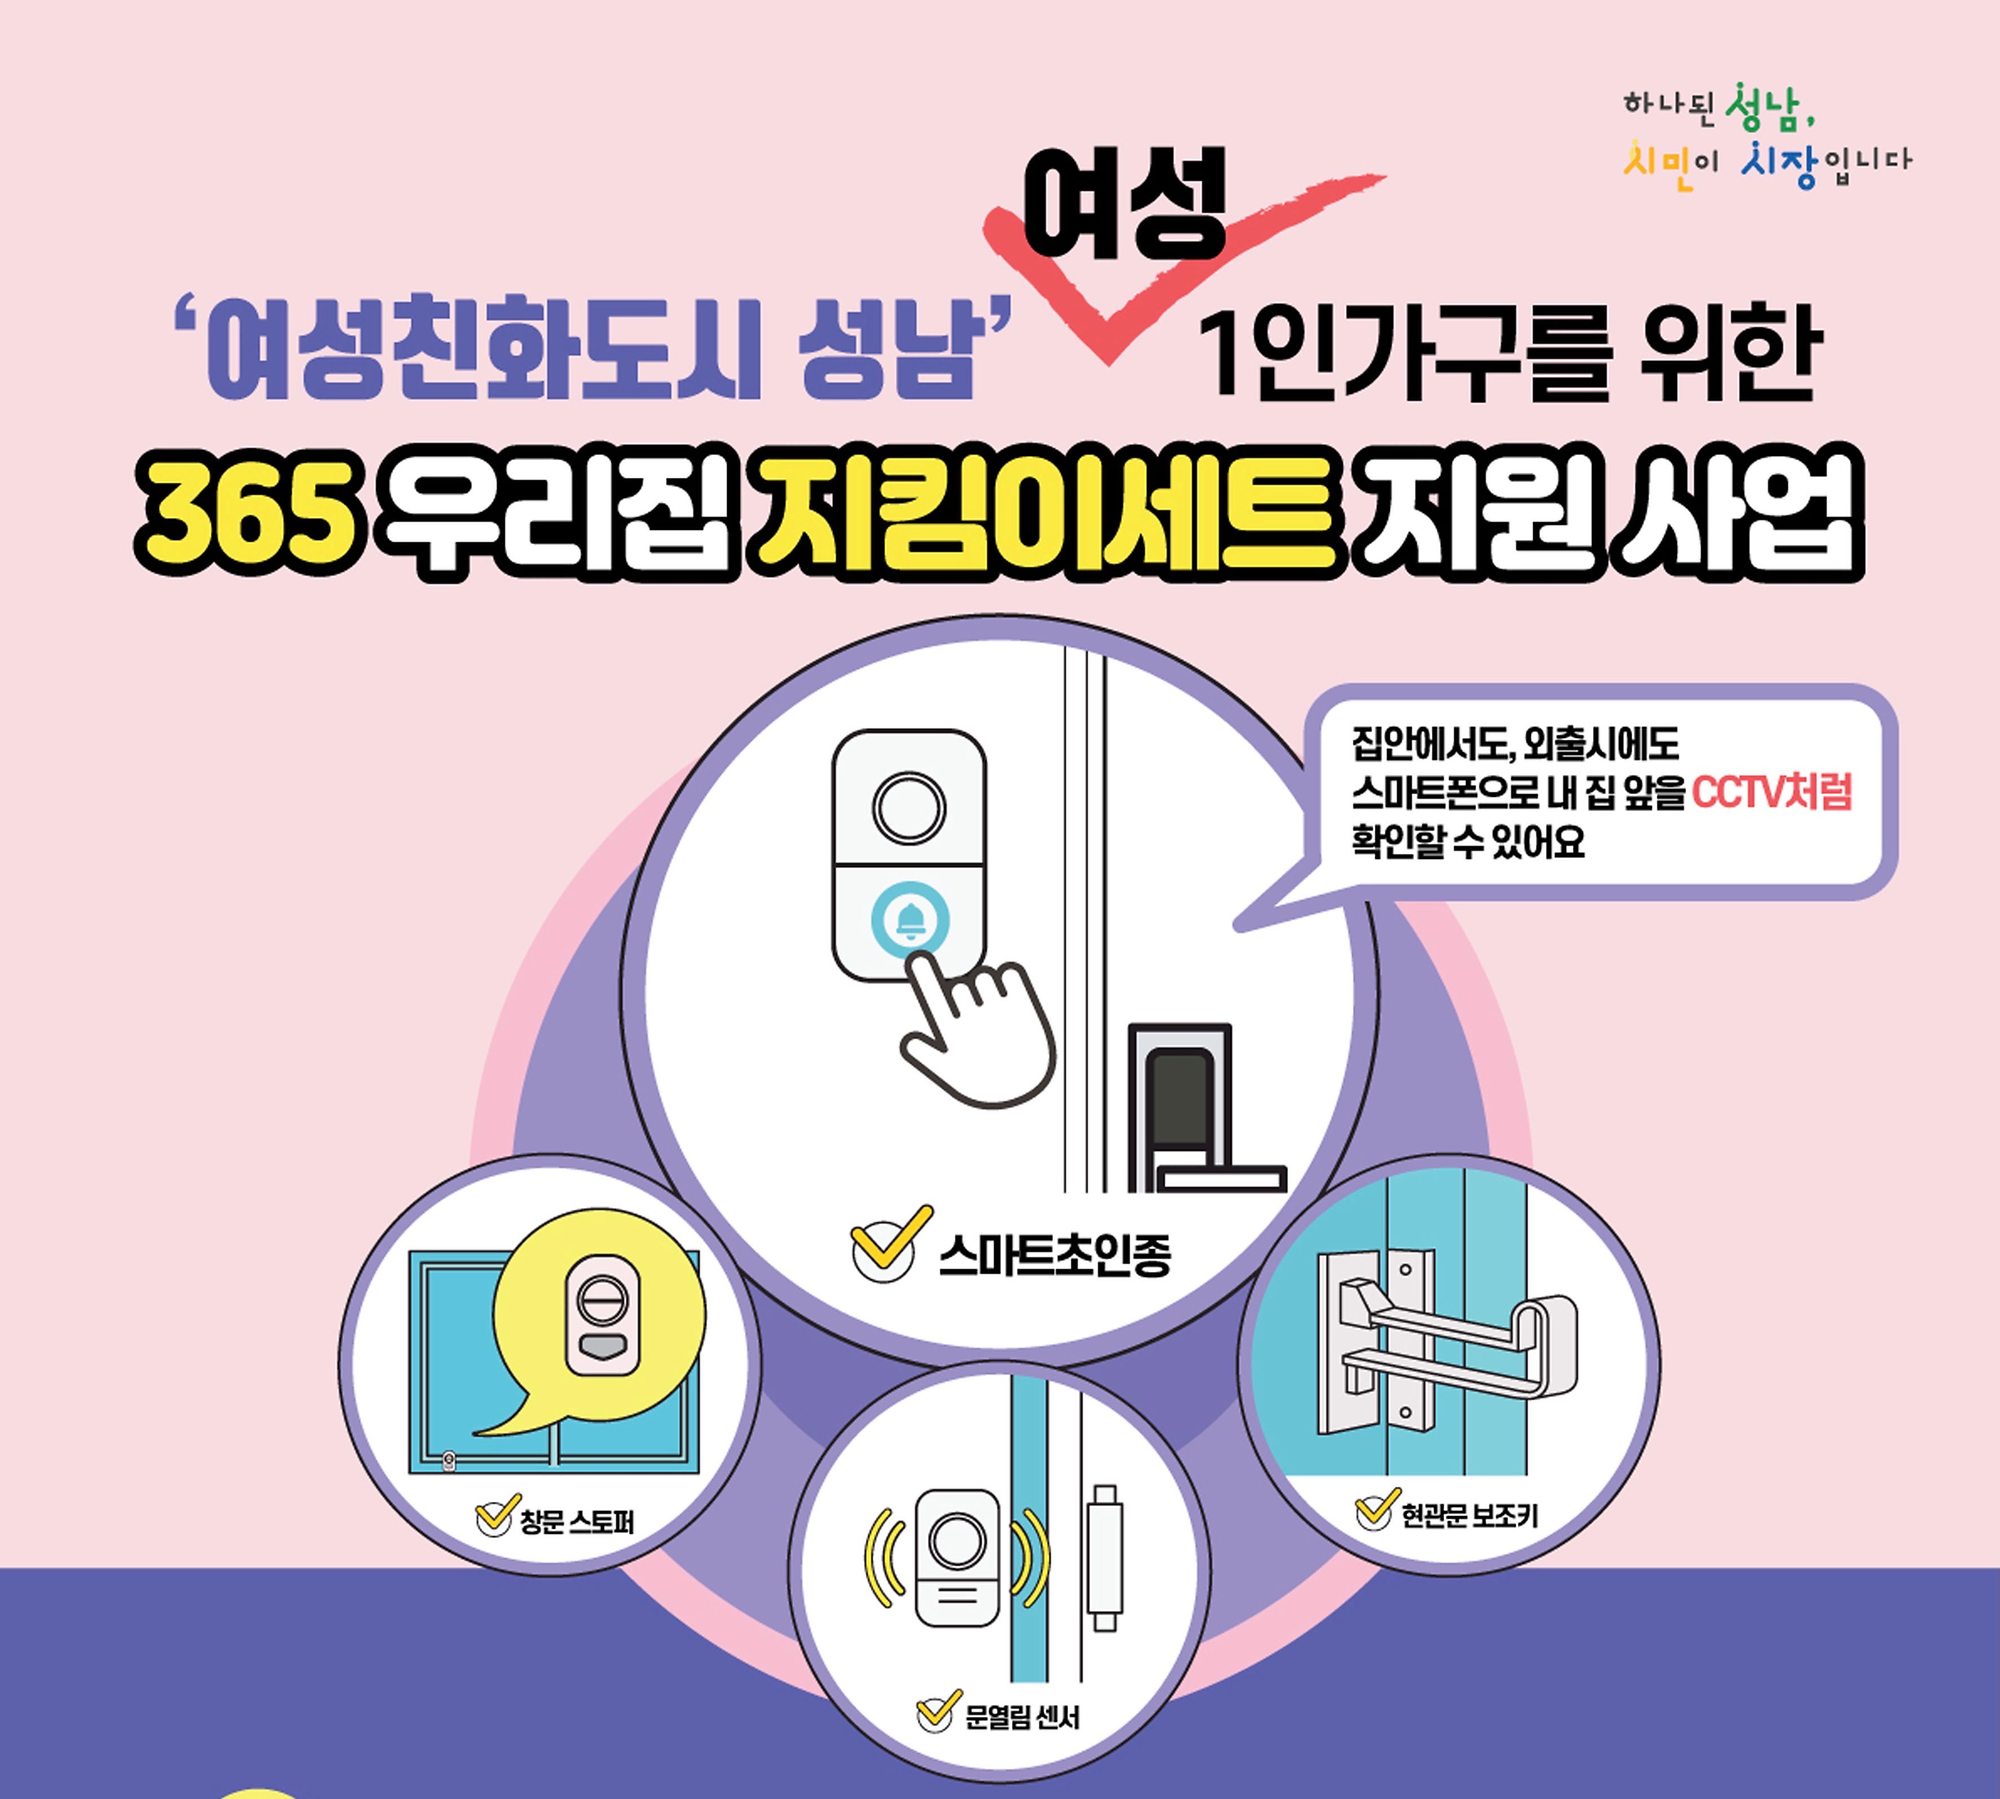 하나된 성남,
시민이 시장입니다
여성
‘여성친화도시 성남’ 1인가구를 위한
365 우리집 지킴이세트 지원 사업
집안에서도, 외출시에도
스마트폰으로 내 집 앞을 CCTV처럼
확인할 수 있어요
스마트초인종
창문 스토퍼
현관문 보조키
문열림 센서